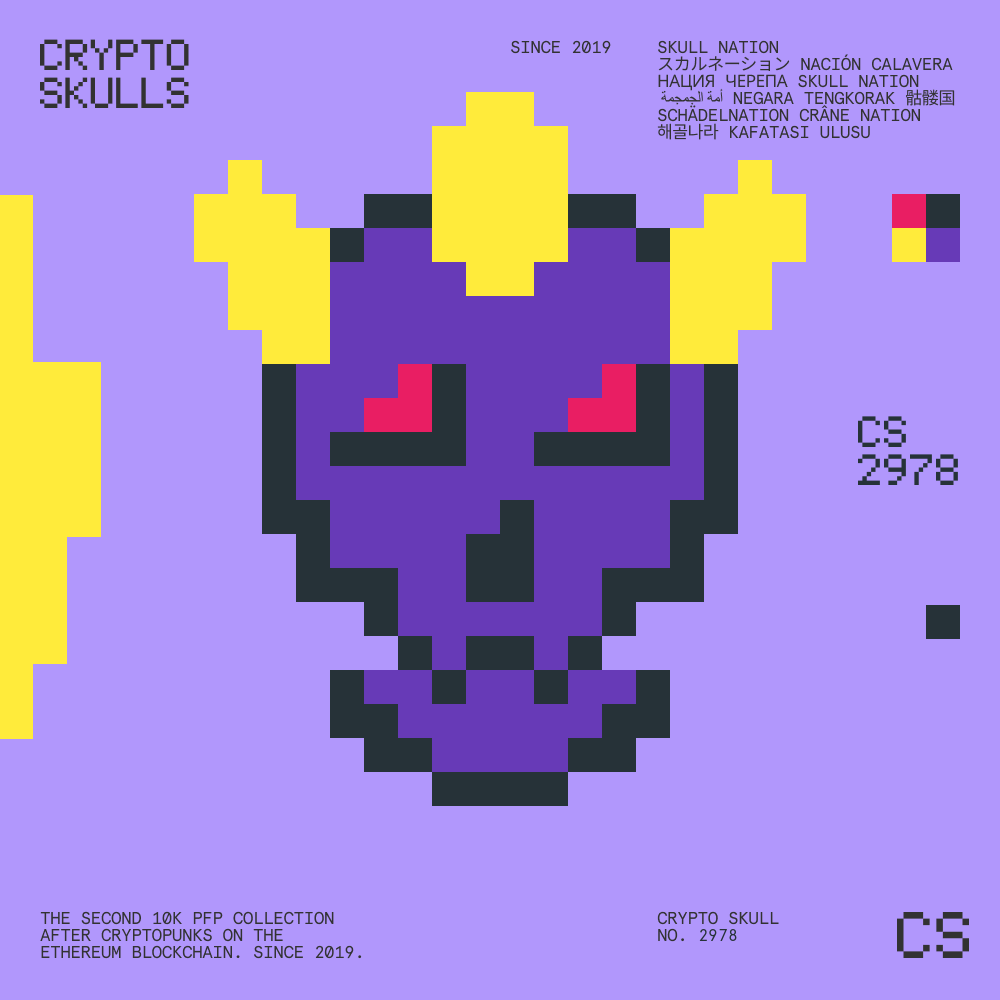 CRYPTO
SKULLS
SINCE 2019
SKULL NATION
スカルネーション NACIÓN CALAVERA
НАЦИЯ ЧЕРЕПА SKULL NATION
أمة الجمجمة NEGARA TENGKORAK 骷髅国
SCHÄDELNATION CRÂNE NATION
해골나라 KAFATASI ULUSU
CS
2978
THE SECOND 10K PFP COLLECTION
AFTER CRYPTOPUNKS ON THE
ETHEREUM BLOCKCHAIN. SINCE 2019.
CRYPTO SKULL
NO. 2978
CS